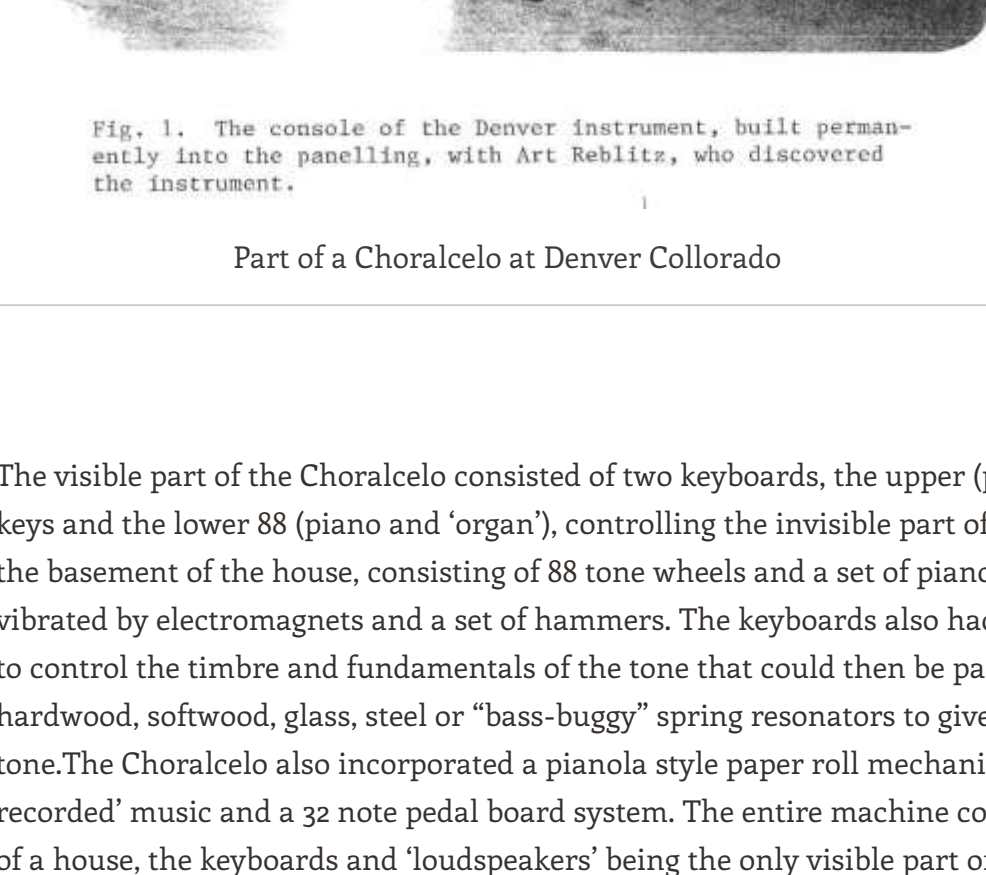 Fig. 1. The console of the Denver instrument, built perman-
ently into the panelling, with Art Reblitz, who discovered
the instrument.
Part of a Choralcelo at Denver Collorado
The visible part of the Choralcelo consisted of two keyboards, the upper (
keys and the lower 88 (piano and ‘organ’), controlling the invisible part of
the basement of the house, consisting of 88 tone wheels and a set of piano
vibrated by electromagnets and a set of hammers. The keyboards also had
to control the timbre and fundamentals of the tone that could then be pa
hardwood, softwood, glass, steel or “bass-buggy” spring resonators to give
tone.The Choralcelo also incorporated a pianola style paper roll mechani
recorded’ music and a 32 note pedal board system. The entire machine co
of a house, the keyboards and ‘loudspeakers’ being the only visible part of